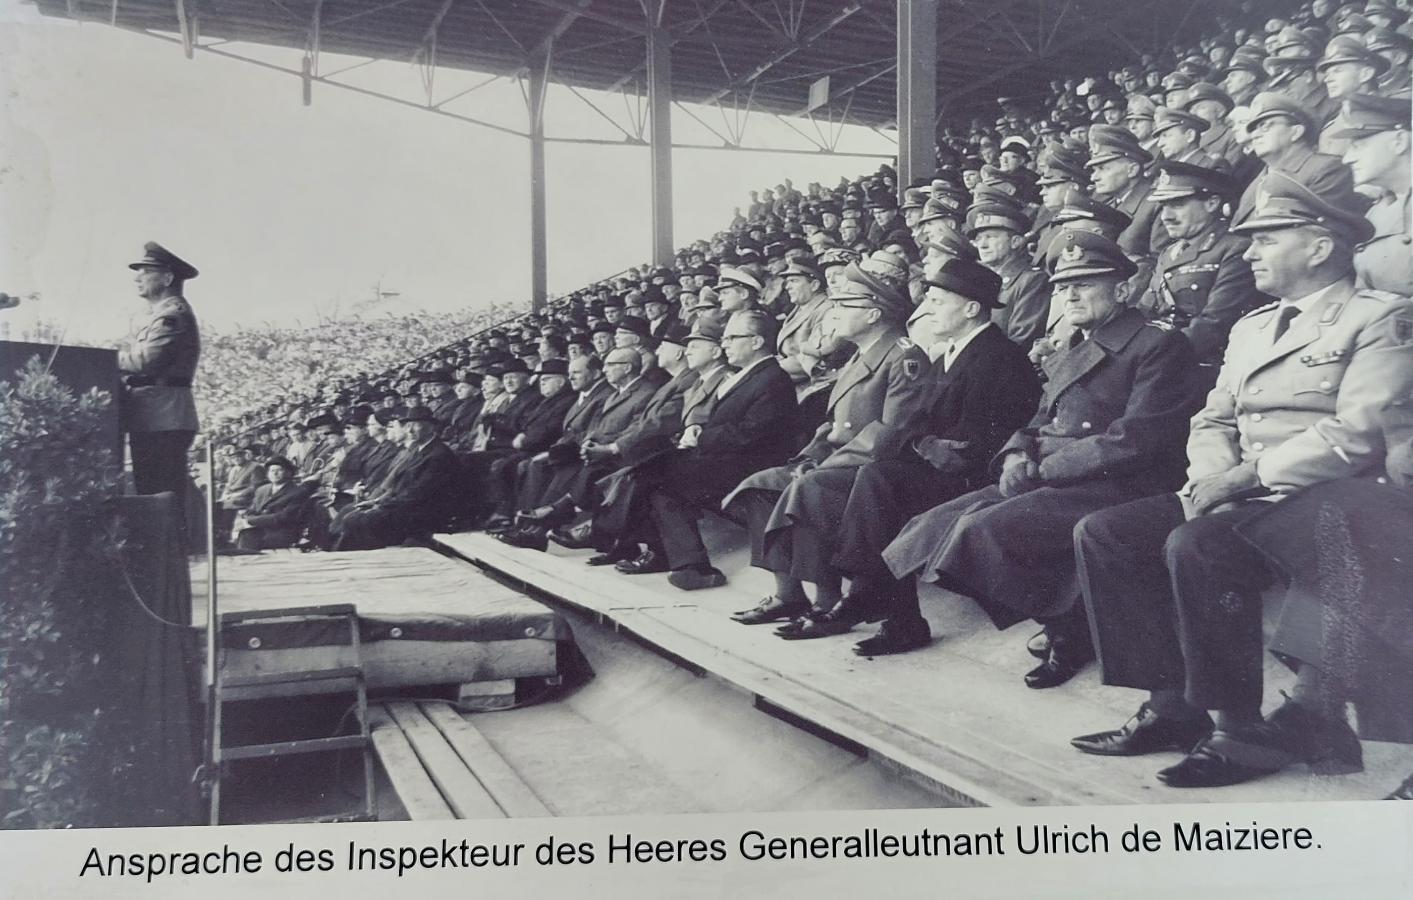 Ansprache des Inspekteur des Heeres Generalleutnant Ulrich de Maiziere.